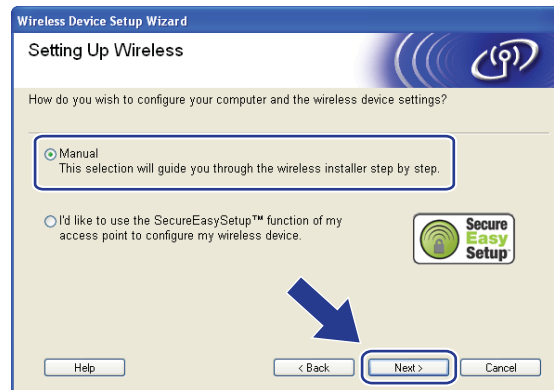 Wireless Device Setup Wizard
Setting Up Wireless
How do you wish to configure your computer and the wireless device settings?
Manual
This selection will guide you through the wireless installer step by step.
I'd like to use the SecureEasySetup™ function of my
access point to configure my wireless device.
Secure
Easy
Setup
Help
< Back
Next >
Cancel